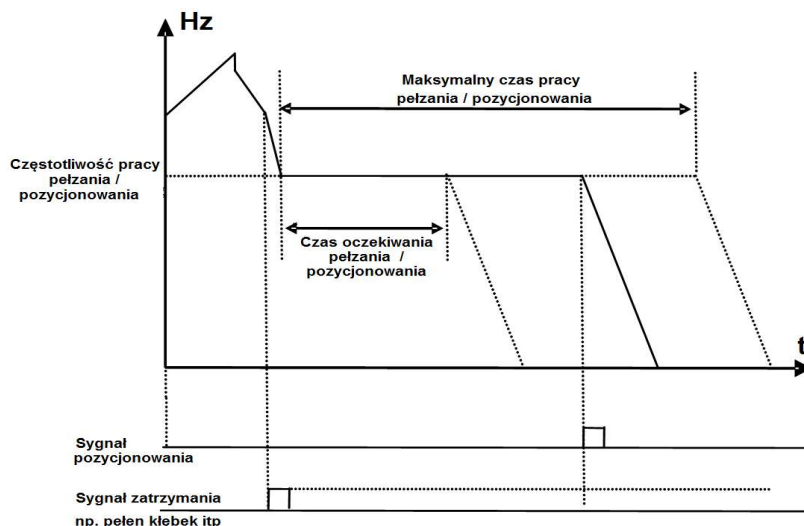 Hz
Maksymalny czas pracy
pełzania / pozycjonowania
Częstotliwość pracy
pełzania /
pozycjonowania
Czas oczekiwania
pełzania /
pozycjonowania
t
Sygnał
pozycjonowania
Sygnał zatrzymania
np. pełen kłębek itp